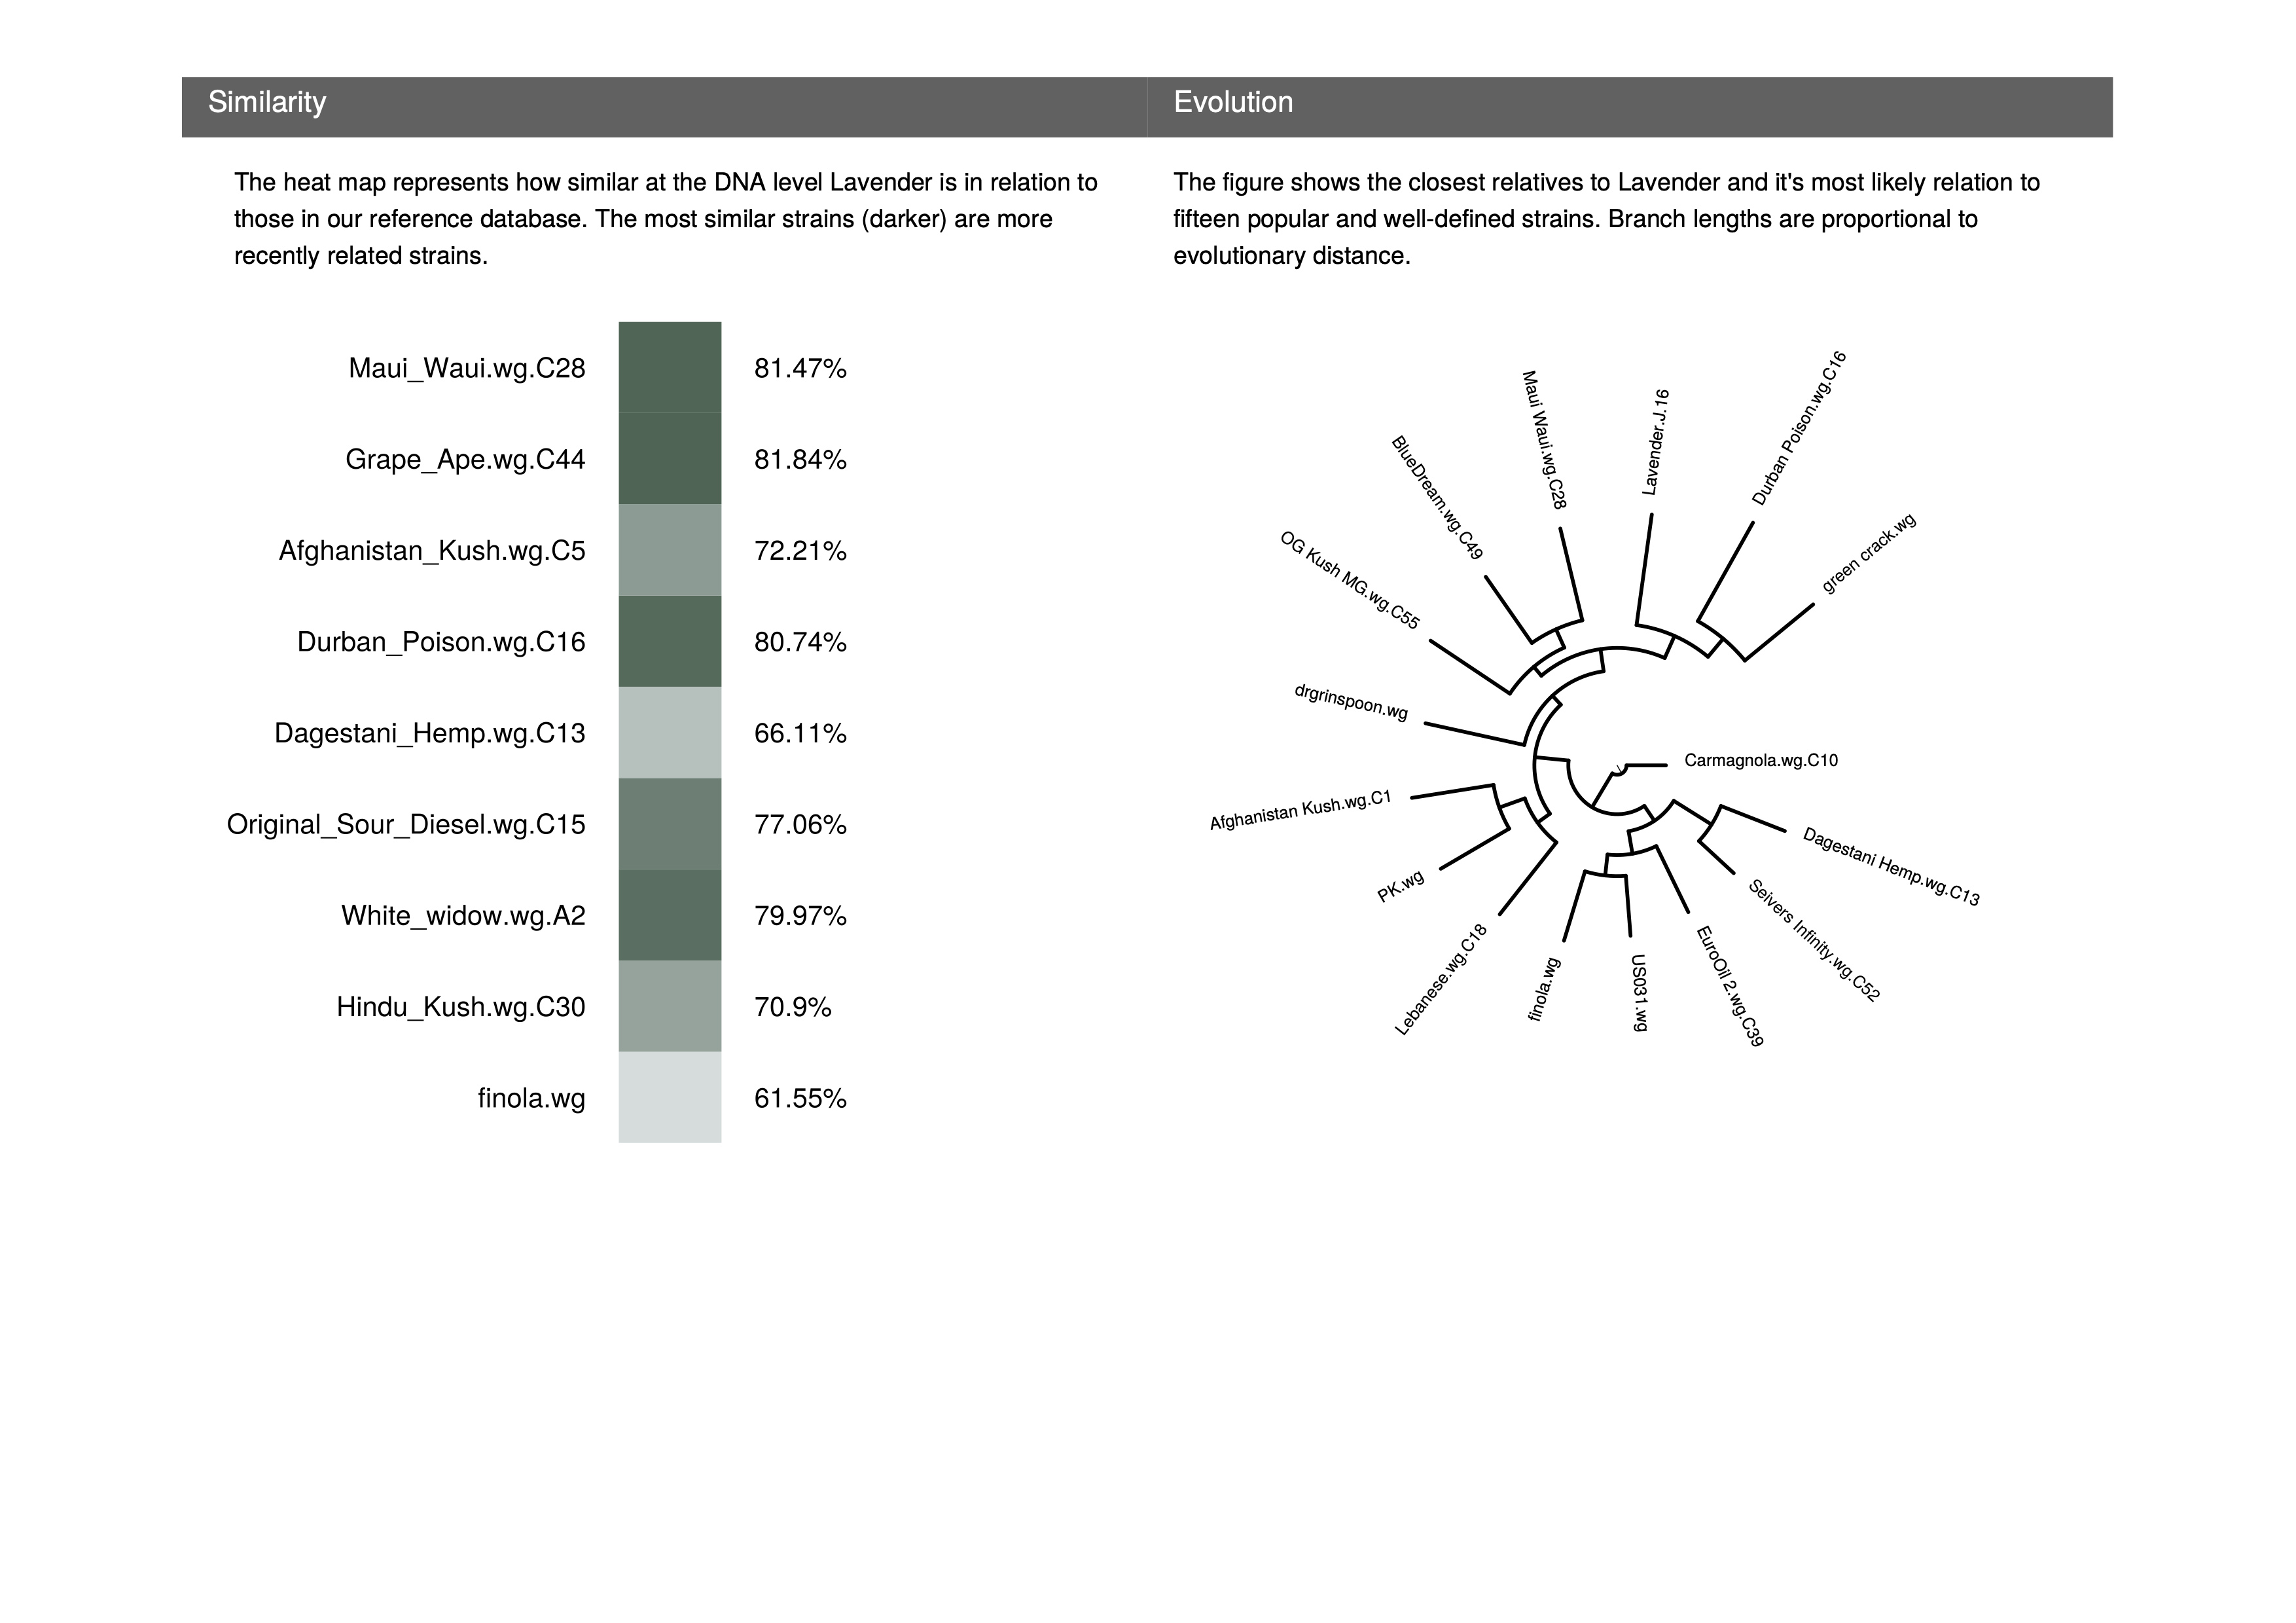 Similarity
The heat map represents how similar at the DNA level Lavender is in relation to
those in our reference database. The most similar strains (darker) are more
recently related strains.
Maui_Waui.wg.C28 81.47%
Grape_Ape.wg.C44 81.84%
Afghanistan_Kush.wg.C5 72.21%
Durban_Poison.wg.C16 80.74%
Dagestani_Hemp.wg.C13 66.11%
Original_Sour_Diesel.wg.C15 77.06%
White_widow.wg.A2 79.97%
Hindu_Kush.wg.C30 70.9%
finola.wg 61.55%
Evolution
The figure shows the closest relatives to Lavender and it's most likely relation to
fifteen popular and well-defined strains. Branch lengths are proportional to
evolutionary distance.
Carmagnola.wg.C10
green crack.wg
Durban Poison.wg.C16
Lavender.J.16
Maui Waui.wg.C28
BlueDream.wg.C49
OG Kush MG.wg.C55
drgrinspoon.wg
Afghanistan Kush.wg.C1
PK.wg
Lebanese.wg.C18
finola.wg
US031.wg
EuroOil 2.wg.C39
Seivers Infinity.wg.C52
Dagestani Hemp.wg.C13